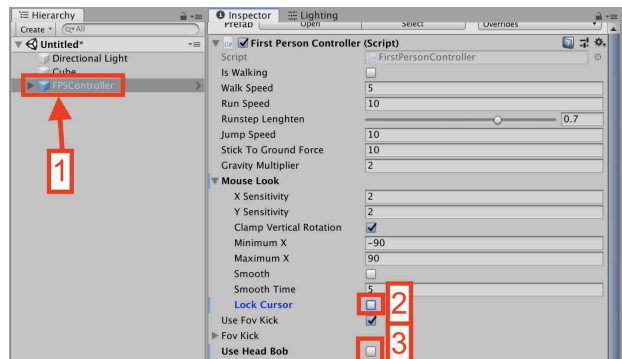 Hierarchy
Create
All
Untitled*
Directional Light
Cube
FPSController
1
Inspector
Lighting
Prefab Open Select Overrides
First Person Controller (Script)
Script FirstPersonController
Is Walking
Walk Speed 5
Run Speed 10
Runstep Lenghten 0.7
Jump Speed 10
Stick To Ground Force 10
Gravity Multiplier 2
Mouse Look
X Sensitivity 2
Y Sensitivity 2
Clamp Vertical Rotation
Minimum X -90
Maximum X 90
Smooth
Smooth Time 5
Lock Cursor 2
Use Fov Kick
Fov Kick
Use Head Bob 3